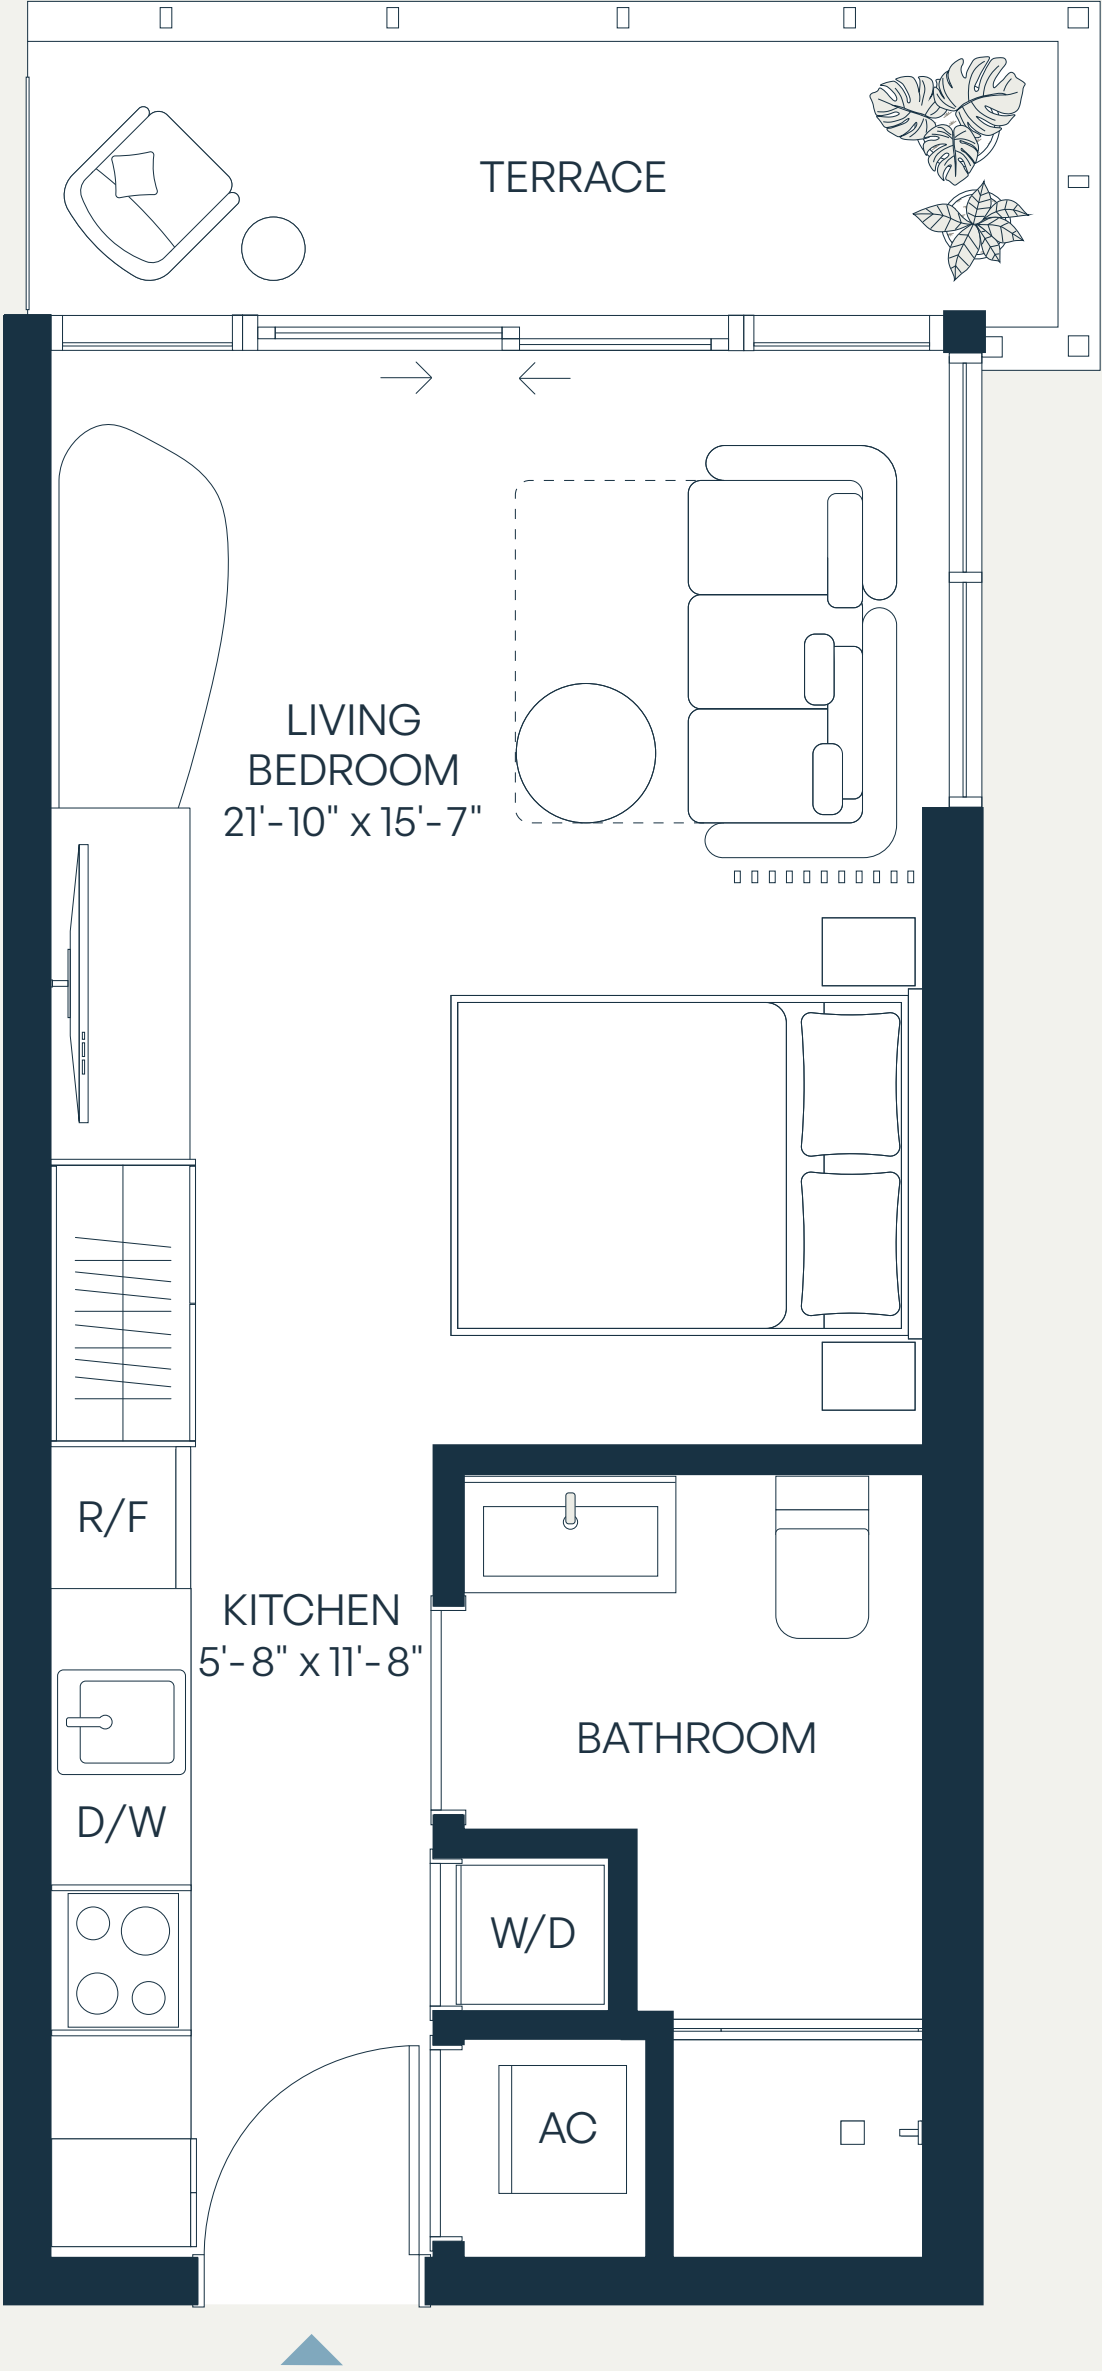 TERRACE
LIVING
BEDROOM
21'-10" x 15'-7"
R/F
KITCHEN
5'-8" x 11'-8"
BATHROOM
D/W
W/D
AC